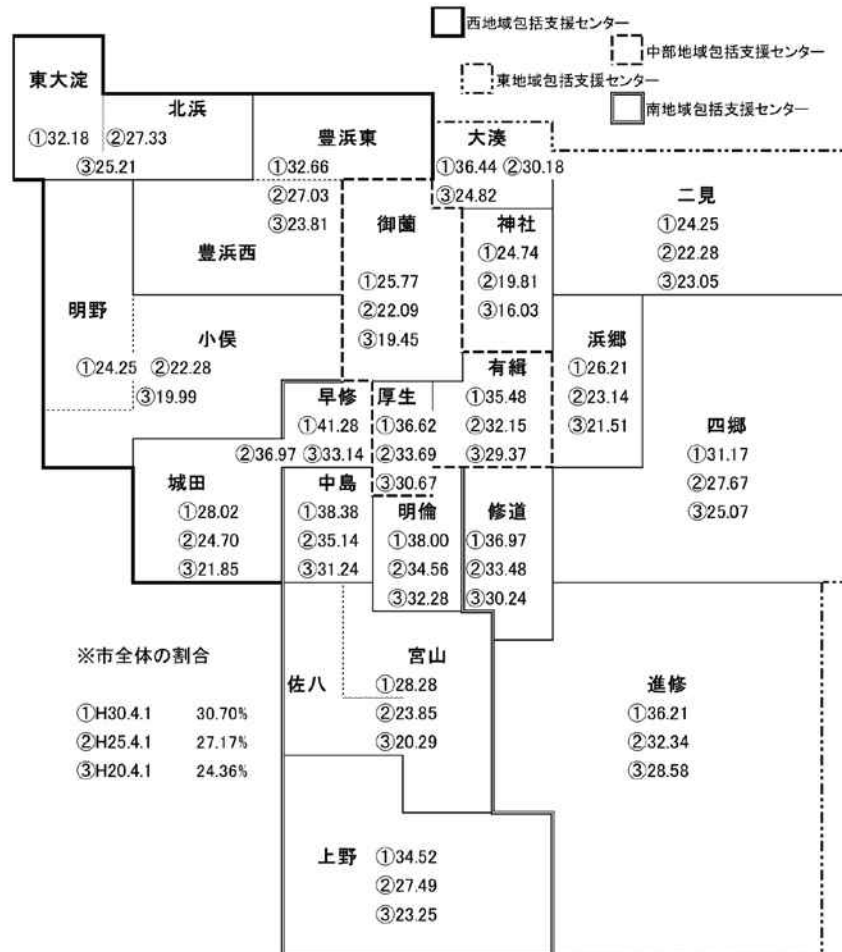 西地域包括支援センター
中部地域包括支援センター
東地域包括支援センター
南地域包括支援センター
東大淀
北浜
①32.18 ②27.33
③25.21
豊浜東
①32.66
②27.03
③23.81
豊浜西
大湊
①36.44 ②30.18
③24.82
二見
①24.25
②22.28
③23.05
御薗
①25.77
②22.09
③19.45
神社
①24.74
②19.81
③16.03
明野
小俣
①24.25 ②22.28
③19.99
浜郷
①26.21
②23.14
③21.51
有緝
①35.48
②32.15
③29.37
四郷
①31.17
②27.67
③25.07
早修
①41.28
②36.97 ③33.14
厚生
①36.62
②33.69
③30.67
城田
①28.02
②24.70
③21.85
中島
①38.38
②35.14
③31.24
明倫
①38.00
②34.56
③32.28
修道
①36.97
②33.48
③30.24
※市全体の割合
①H30.4.1 30.70%
②H25.4.1 27.17%
③H20.4.1 24.36%
佐八
宮山
①28.28
②23.85
③20.29
進修
①36.21
②32.34
③28.58
上野
①34.52
②27.49
③23.25